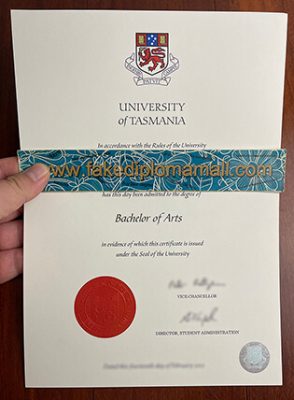 UNIVERSITY
of TASMANIA
In accordance with the Rules of the University
www.fakediplomamall.com
has this day been admitted to the degree of
Bachelor of Arts
in evidence of which this certificate is issued
under the Seal of the University
VICE-CHANCELLOR
DIRECTOR, STUDENT ADMINISTRATION